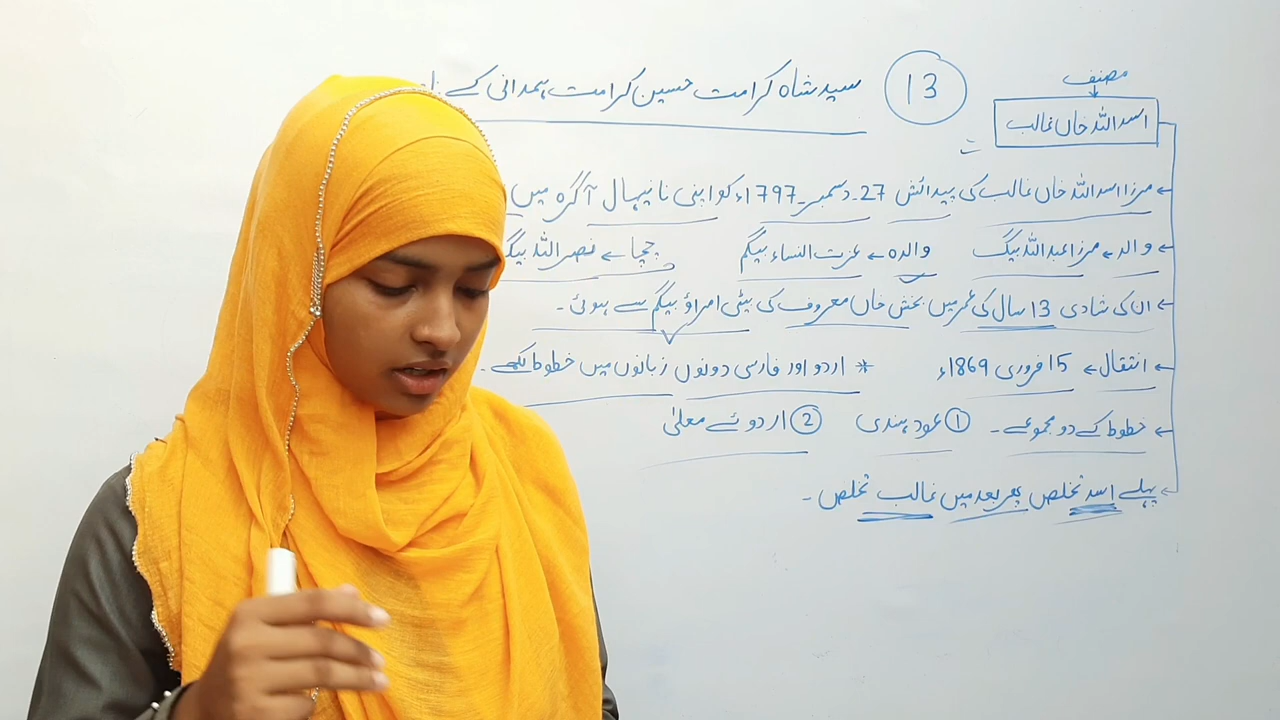 مصنف
اسد اللہ خاں غالب
13 سید شاہ کرامت حسین کرامت ہمدانی کے
مرزا اسد اللہ خاں غالب کی پیدائش 27۔ دسمبر۔ 1797ء کو اپنی نانیہال آگرہ میں
والد ← مرزا عبداللہ بیگ والدہ ← عزت النساء بیگم چچا ← نصر اللہ بیگ
ان کی شادی 13 سال کی عمر میں بخش خاں معروف کی بیٹی امراؤ بیگم سے ہوئی۔
انتقال ← 15 فروری 1869ء * اردو اور فارسی دونوں زبانوں میں خطوط لکھے۔
خطوط کے دو مجموعے۔ ① عود ہندی ② اردوئے معلیٰ
پہلے اسد تخلص پھر بعد میں غالب تخلص۔